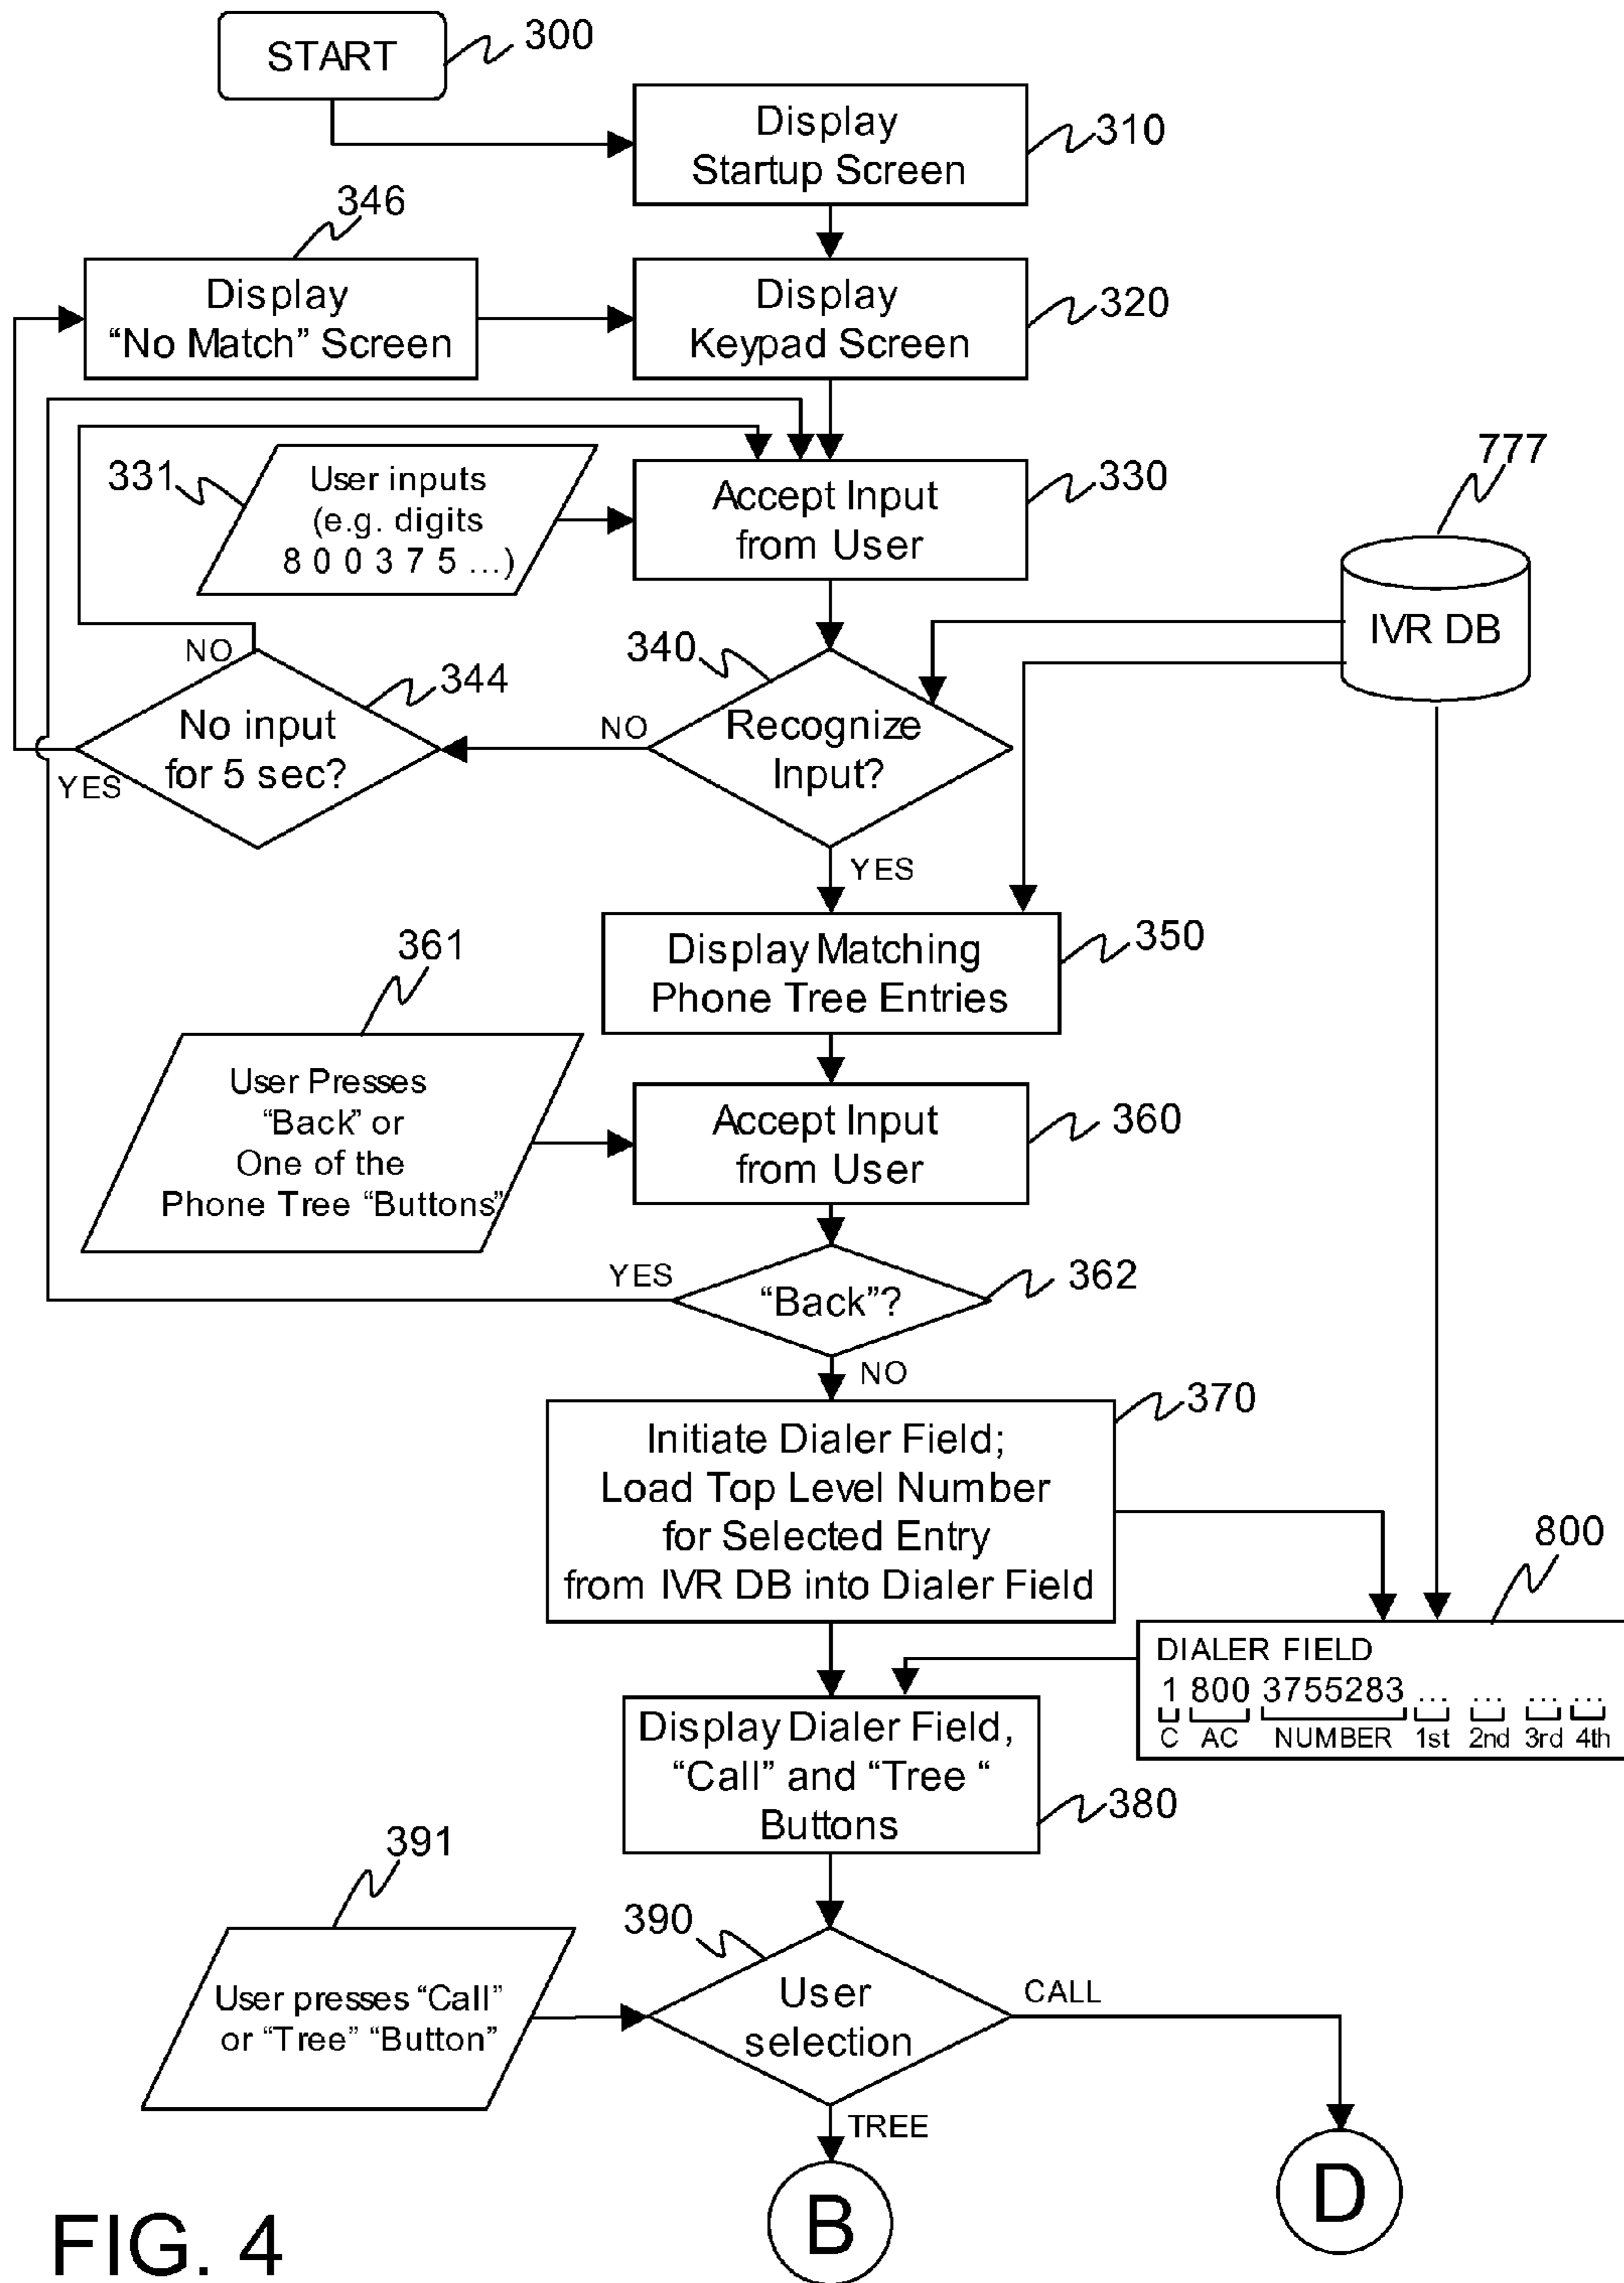 START
300
Display
Startup Screen
310
346
Display
“No Match” Screen
Display
Keypad Screen
320
331
User inputs
(e.g. digits
8 0 0 3 7 5 ...)
Accept Input
from User
330
777
IVR DB
NO
344
No input
for 5 sec?
YES
340
NO
Recognize
Input?
YES
Display Matching
Phone Tree Entries
350
361
User Presses
“Back” or
One of the
Phone Tree “Buttons”
Accept Input
from User
360
YES
“Back”?
362
NO
Initiate Dialer Field;
Load Top Level Number
for Selected Entry
from IVR DB into Dialer Field
370
800
DIALER FIELD
1 800 3755283 ... ... ... ...
C AC NUMBER 1st 2nd 3rd 4th
Display Dialer Field,
“Call” and “Tree “
Buttons
380
391
User presses “Call”
or “Tree” “Button”
390
User
selection
CALL
TREE
B
D
FIG. 4